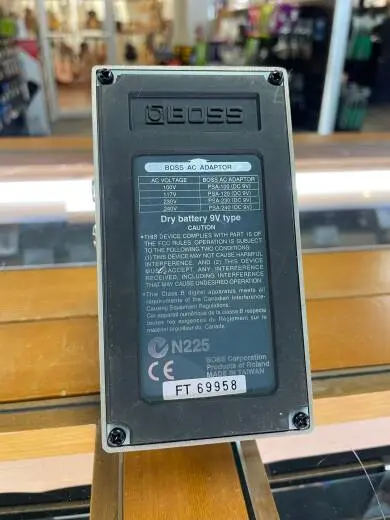 BOSS
BOSS AC ADAPTOR
AC VOLTAGE BOSS AC ADAPTOR
100V PSA-100 (DC 9V)
117V PSA-120 (DC 9V)
230V PSA-230 (DC 9V)
240V PSA-240 (DC 9V)
Dry battery 9V type
CAUTION
•THIS DEVICE COMPLIES WITH PART 15 OF
THE FCC RULES. OPERATION IS SUBJECT
TO THE FOLLOWING TWO CONDITIONS:
(1) THIS DEVICE MAY NOT CAUSE HARMFUL
INTERFERENCE, AND (2) THIS DEVICE
MUST ACCEPT ANY INTERFERENCE
RECEIVED, INCLUDING INTERFERENCE
THAT MAY CAUSE UNDESIRED OPERATION.
•This Class B digital apparatus meets all
requirements of the Canadian Interference-
Causing Equipment Regulations.
Cet appareil numérique de la classe B respecte
toutes les exigences du Règlement sur le
matériel brouilleur du Canada.
N225
CE
BOSS Corporation
Products of Roland
MADE IN TAIWAN
FT 69958